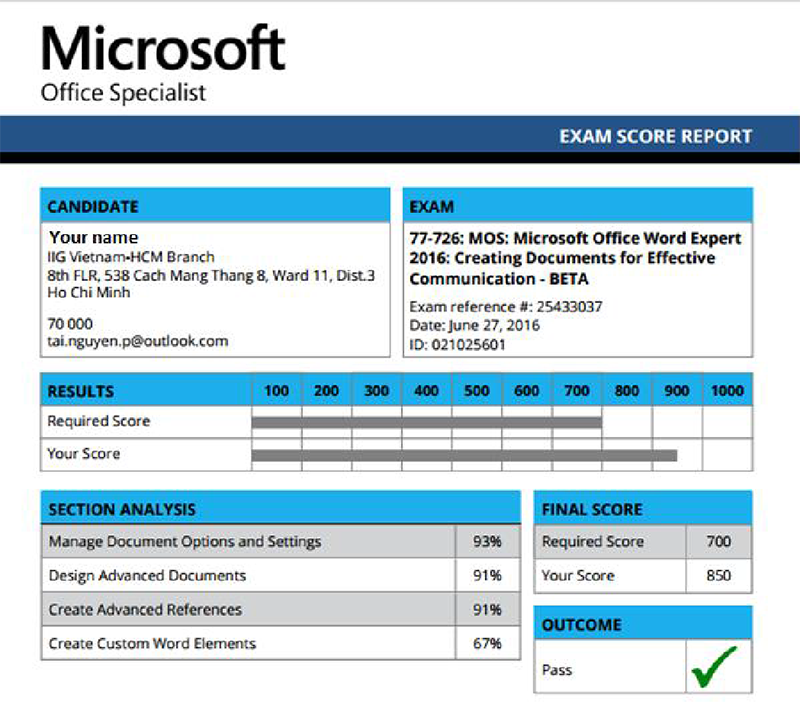 Microsoft
Office Specialist
EXAM SCORE REPORT
CANDIDATE
Your name
IIG Vietnam-HCM Branch
8th FLR, 538 Cach Mang Thang 8, Ward 11, Dist.3
Ho Chi Minh
70 000
tai.nguyen.p@outlook.com
EXAM
77-726: MOS: Microsoft Office Word Expert
2016: Creating Documents for Effective
Communication - BETA
Exam reference #: 25433037
Date: June 27, 2016
ID: 021025601
RESULTS 100 200 300 400 500 600 700 800 900 1000
Required Score
Your Score
SECTION ANALYSIS
Manage Document Options and Settings 93%
Design Advanced Documents 91%
Create Advanced References 91%
Create Custom Word Elements 67%
FINAL SCORE
Required Score 700
Your Score 850
OUTCOME
Pass